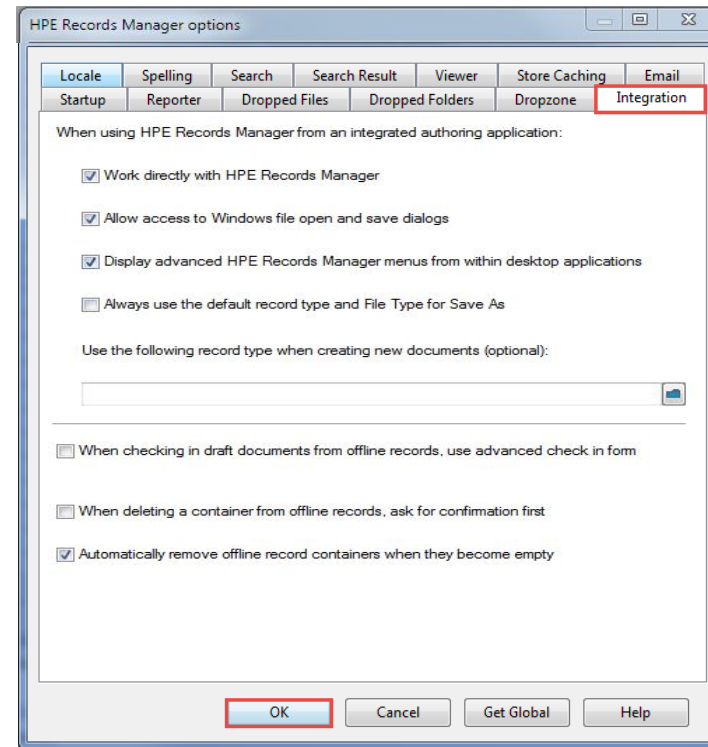 HPE Records Manager options
Locale Spelling Search Search Result Viewer Store Caching Email
Startup Reporter Dropped Files Dropped Folders Dropzone Integration
When using HPE Records Manager from an integrated authoring application:
Work directly with HPE Records Manager
Allow access to Windows file open and save dialogs
Display advanced HPE Records Manager menus from within desktop applications
Always use the default record type and File Type for Save As
Use the following record type when creating new documents (optional):
When checking in draft documents from offline records, use advanced check in form
When deleting a container from offline records, ask for confirmation first
Automatically remove offline record containers when they become empty
OK Cancel Get Global Help